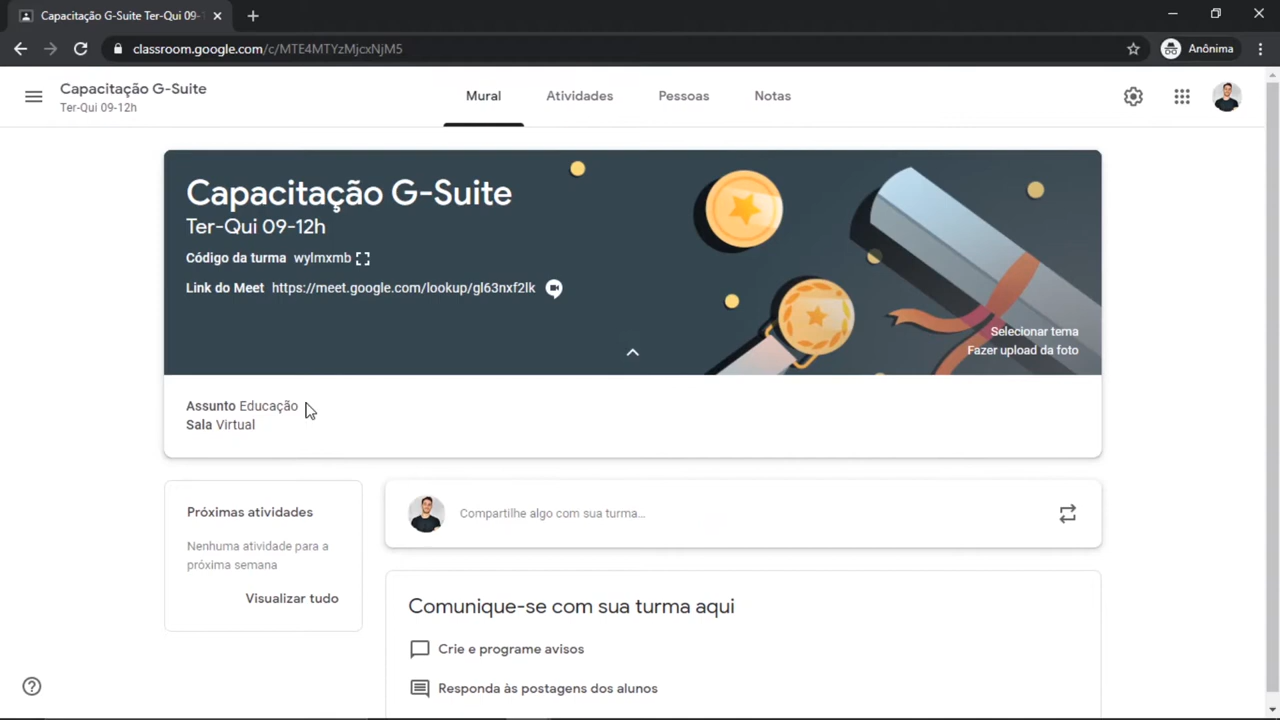 Capacitação G-Suite Ter-Qui 09-
classroom.google.com/c/MTE4MTYzMjcxNjM5
Anônima
Capacitação G-Suite
Ter-Qui 09-12h
Mural
Atividades
Pessoas
Notas
Capacitação G-Suite
Ter-Qui 09-12h
Código da turma wylmxmb
Link do Meet https://meet.google.com/lookup/gl63nxf2lk
Selecionar tema
Fazer upload da foto
Assunto Educação
Sala Virtual
Próximas atividades
Nenhuma atividade para a
próxima semana
Visualizar tudo
Compartilhe algo com sua turma...
Comunique-se com sua turma aqui
Crie e programe avisos
Responda às postagens dos alunos